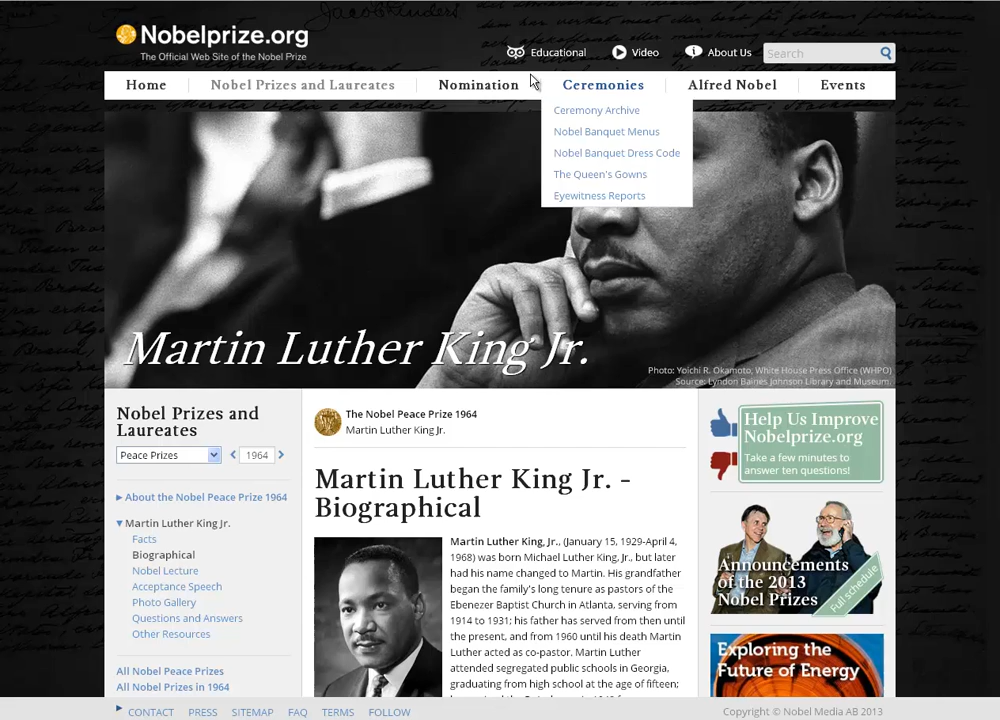 Nobelprize.org
The Official Web Site of the Nobel Prize
Educational
Video
About Us
Search
Home
Nobel Prizes and Laureates
Nomination
Ceremonies
Alfred Nobel
Events
Ceremony Archive
Nobel Banquet Menus
Nobel Banquet Dress Code
The Queen's Gowns
Eyewitness Reports
Martin Luther King Jr.
Photo: Yoichi R. Okamoto, White House Press Office (WHPO)
Source: Lyndon Baines Johnson Library and Museum.
Nobel Prizes and
Laureates
Peace Prizes
1964
About the Nobel Peace Prize 1964
Martin Luther King Jr.
Facts
Biographical
Nobel Lecture
Acceptance Speech
Photo Gallery
Questions and Answers
Other Resources
All Nobel Peace Prizes
All Nobel Prizes in 1964
The Nobel Peace Prize 1964
Martin Luther King Jr.
Martin Luther King Jr. -
Biographical
Martin Luther King, Jr., (January 15, 1929-April 4,
1968) was born Michael Luther King, Jr., but later
had his name changed to Martin. His grandfather
began the family's long tenure as pastors of the
Ebenezer Baptist Church in Atlanta, serving from
1914 to 1931; his father has served from then until
the present, and from 1960 until his death Martin
Luther acted as co-pastor. Martin Luther
attended segregated public schools in Georgia,
graduating from high school at the age of fifteen;
Help Us Improve
Nobelprize.org
Take a few minutes to
answer ten questions!
Announcements
of the 2013
Nobel Prizes
Full schedule
Exploring the
Future of Energy
CONTACT
PRESS
SITEMAP
FAQ
TERMS
FOLLOW
Copyright © Nobel Media AB 2013